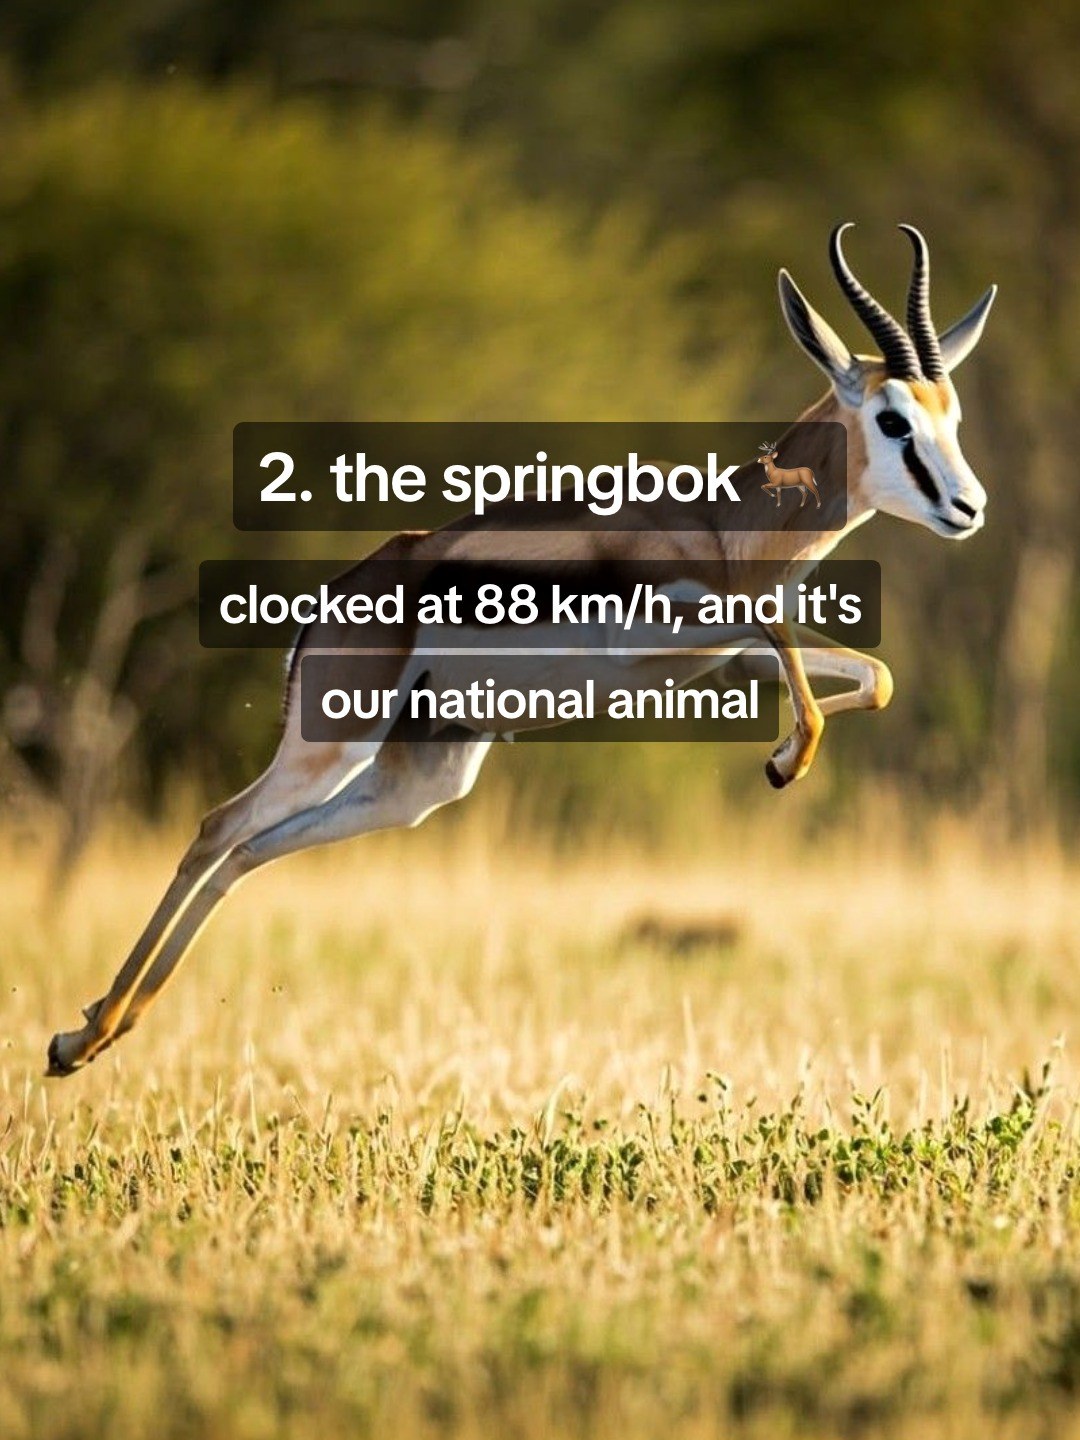 2. the springbok🦌
clocked at 88 km/h, and it's
our national animal